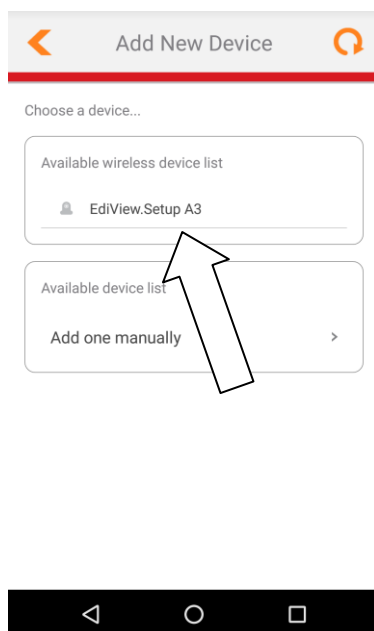 Add New Device
Choose a device...
Available wireless device list
EdiView.Setup A3
Available device list
Add one manually